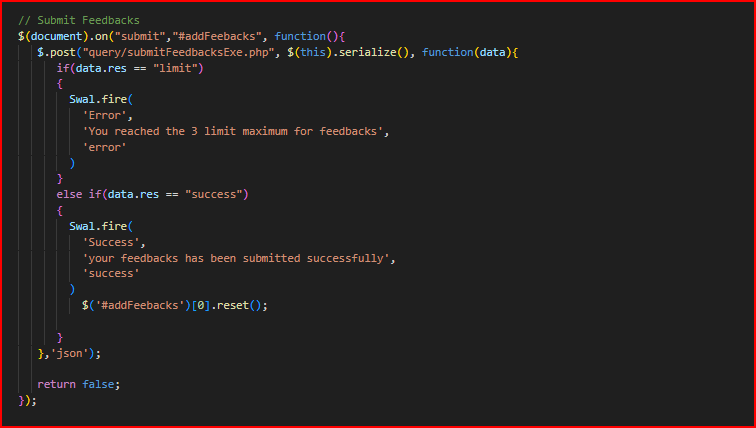 // Submit Feedbacks
$(document).on("submit","#addFeebacks", function(){
$.post("query/submitFeedbacksExe.php", $(this).serialize(), function(data){
if(data.res == "limit")
{
Swal.fire(
'Error',
'You reached the 3 limit maximum for feedbacks',
'error'
)
}
else if(data.res == "success")
{
Swal.fire(
'Success',
'your feedbacks has been submitted successfully',
'success'
)
$('#addFeebacks')[0].reset();
}
},'json');
return false;
});